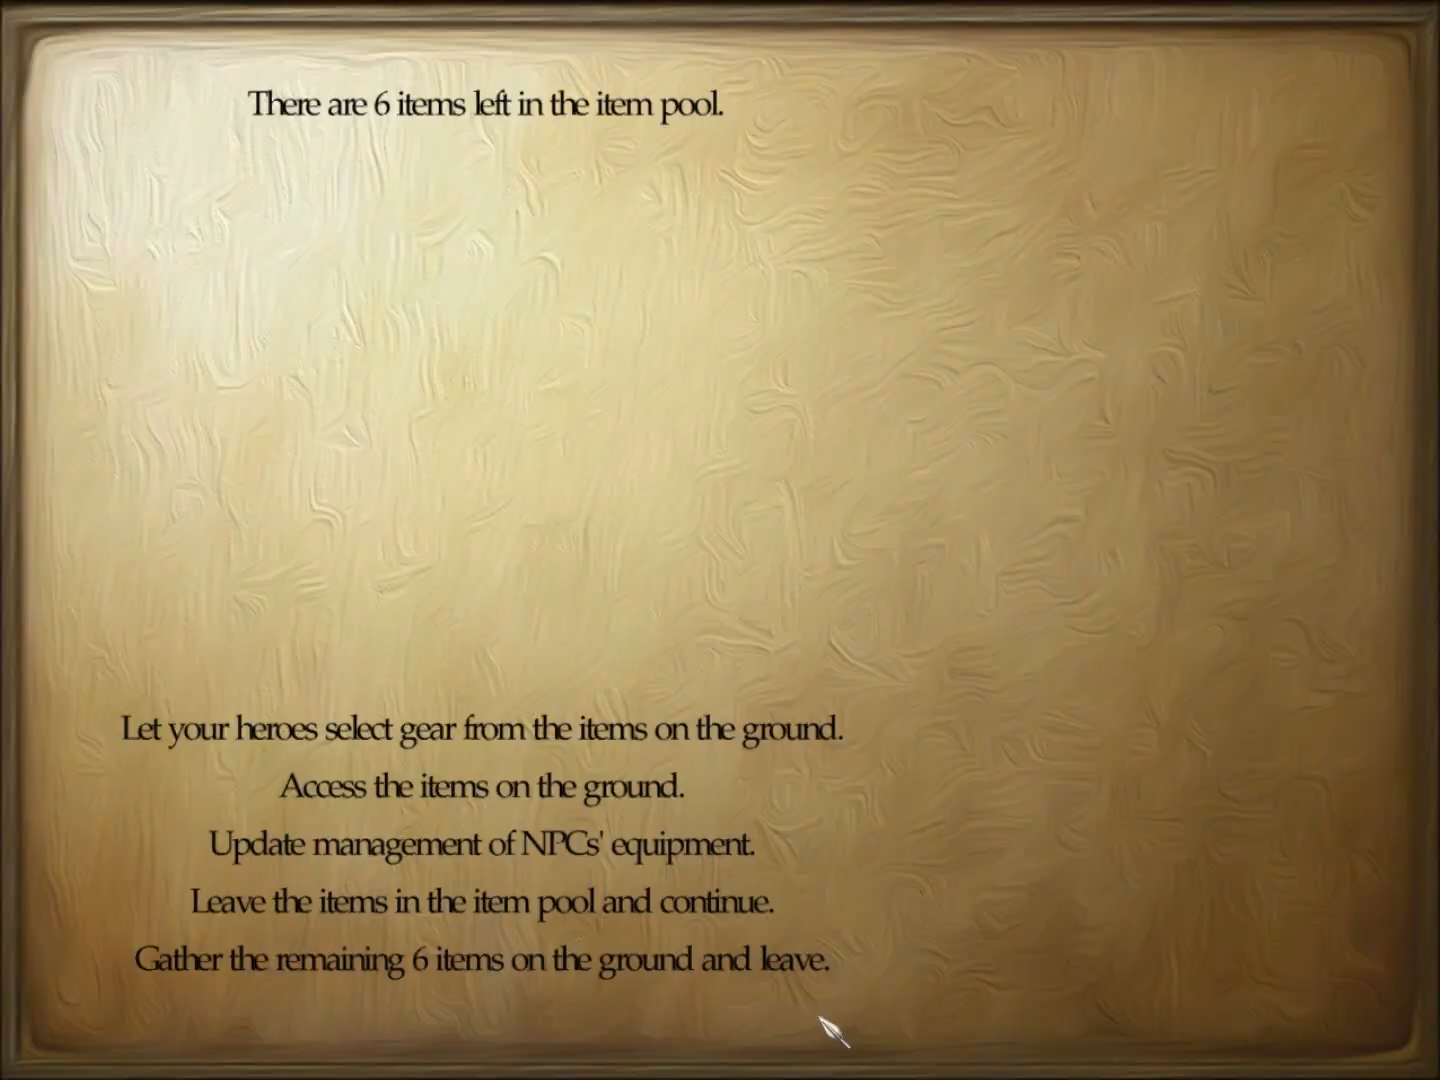 There are 6 items left in the item pool.
Let your heroes select gear from the items on the ground.
Access the items on the ground.
Update management of NPCs' equipment.
Leave the items in the item pool and continue.
Gather the remaining 6 items on the ground and leave.